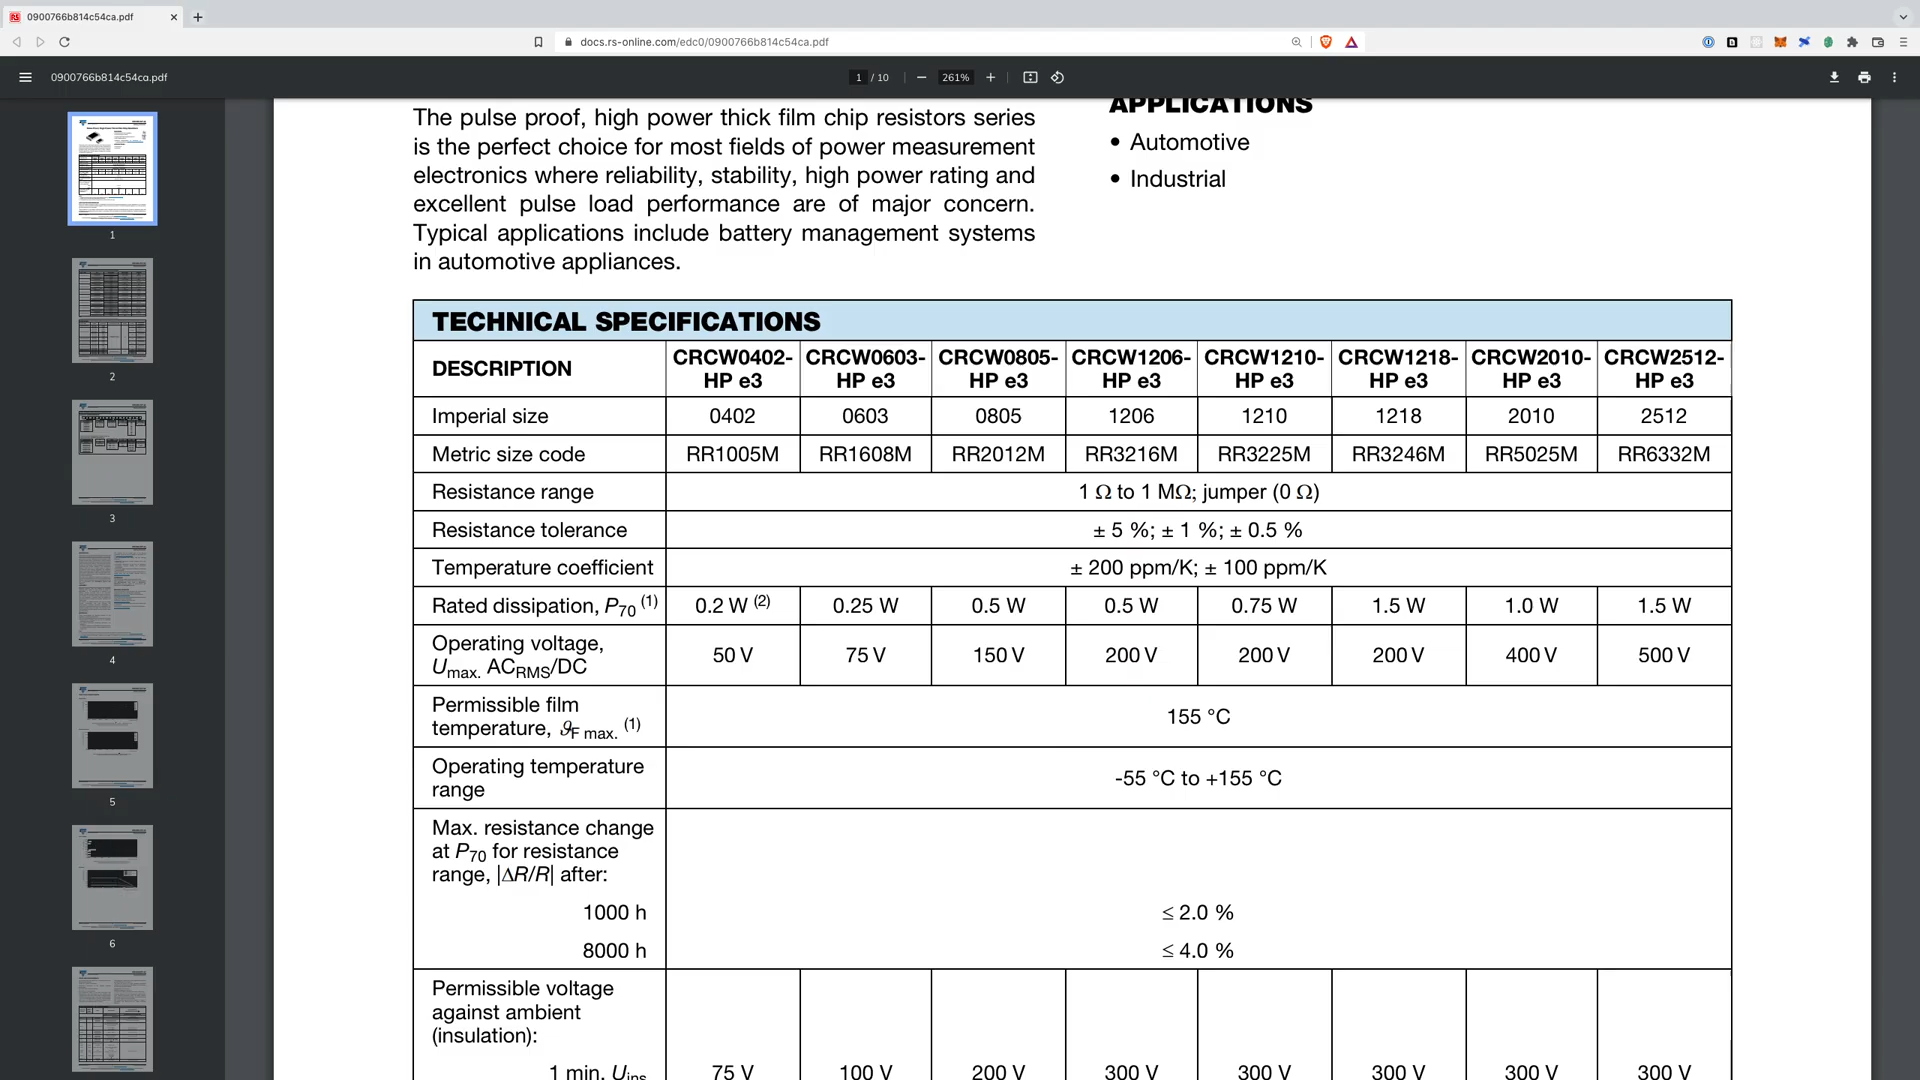 0900766b814c54ca.pdf
docs.rs-online.com/edc0/0900766b814c54ca.pdf
0900766b814c54ca.pdf
1 / 10
261%
1
2
3
4
5
6
The pulse proof, high power thick film chip resistors series
is the perfect choice for most fields of power measurement
electronics where reliability, stability, high power rating and
excellent pulse load performance are of major concern.
Typical applications include battery management systems
in automotive appliances.
APPLICATIONS
• Automotive
• Industrial
TECHNICAL SPECIFICATIONS
DESCRIPTION CRCW0402-HP e3 CRCW0603-HP e3 CRCW0805-HP e3 CRCW1206-HP e3 CRCW1210-HP e3 CRCW1218-HP e3 CRCW2010-HP e3 CRCW2512-HP e3
Imperial size 0402 0603 0805 1206 1210 1218 2010 2512
Metric size code RR1005M RR1608M RR2012M RR3216M RR3225M RR3246M RR5025M RR6332M
Resistance range 1 Ω to 1 MΩ; jumper (0 Ω)
Resistance tolerance ± 5 %; ± 1 %; ± 0.5 %
Temperature coefficient ± 200 ppm/K; ± 100 ppm/K
Rated dissipation, P70 (1) 0.2 W (2) 0.25 W 0.5 W 0.5 W 0.75 W 1.5 W 1.0 W 1.5 W
Operating voltage,
Umax. ACRMS/DC 50 V 75 V 150 V 200 V 200 V 200 V 400 V 500 V
Permissible film
temperature, ϑF max. (1) 155 °C
Operating temperature
range -55 °C to +155 °C
Max. resistance change
at P70 for resistance
range, |ΔR/R| after:
1000 h ≤ 2.0 %
8000 h ≤ 4.0 %
Permissible voltage
against ambient
(insulation):
1 min. Uins 75 V 100 V 200 V 300 V 300 V 300 V 300 V 300 V